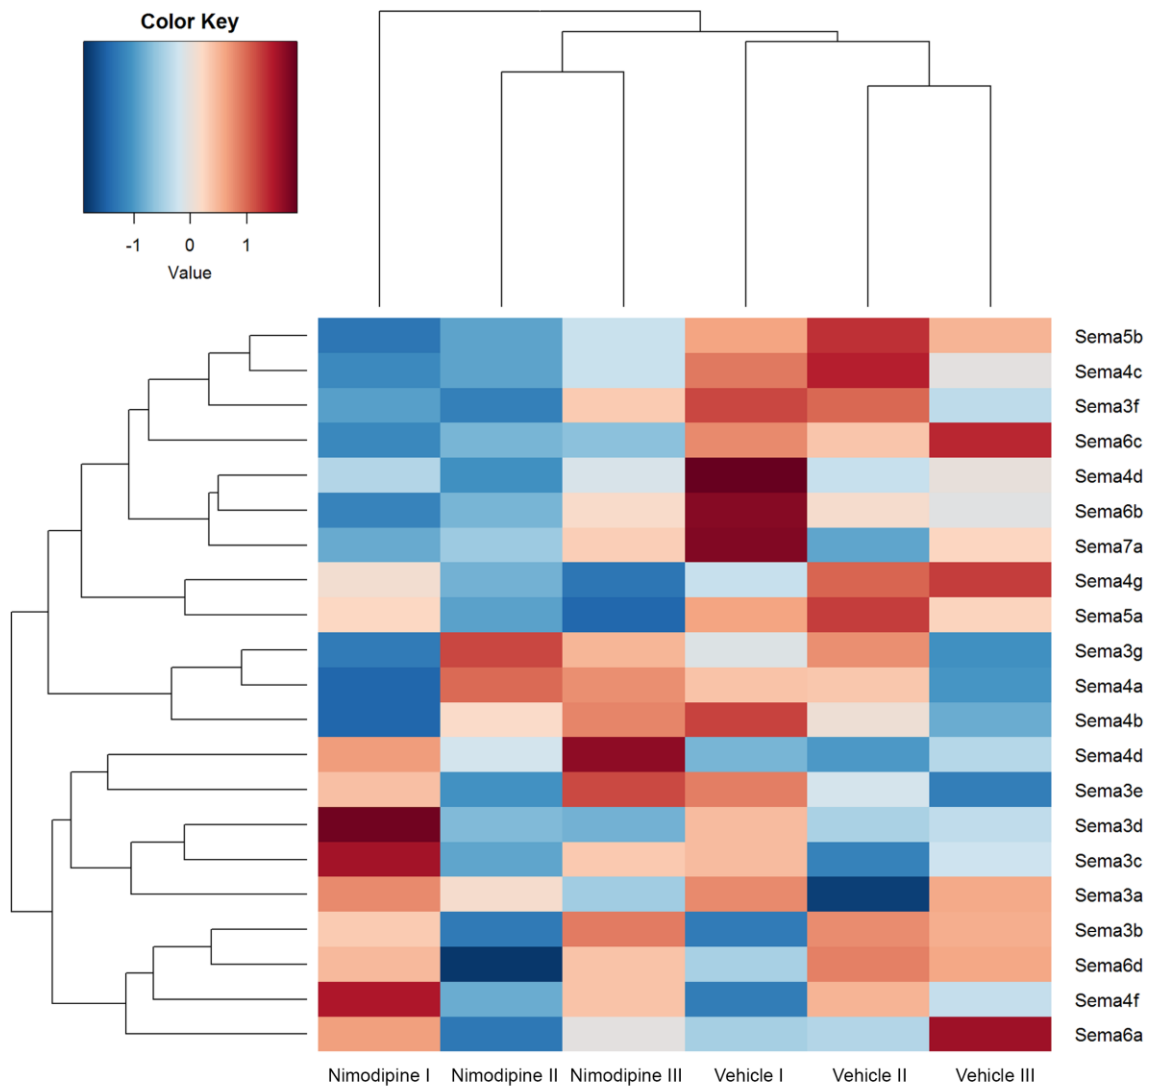 Color Key
-1 0 1
Value
Sema5b
Sema4c
Sema3f
Sema6c
Sema4d
Sema6b
Sema7a
Sema4g
Sema5a
Sema3g
Sema4a
Sema4b
Sema4d
Sema3e
Sema3d
Sema3c
Sema3a
Sema3b
Sema6d
Sema4f
Sema6a
Nimodipine I Nimodipine II Nimodipine III Vehicle I Vehicle II Vehicle III